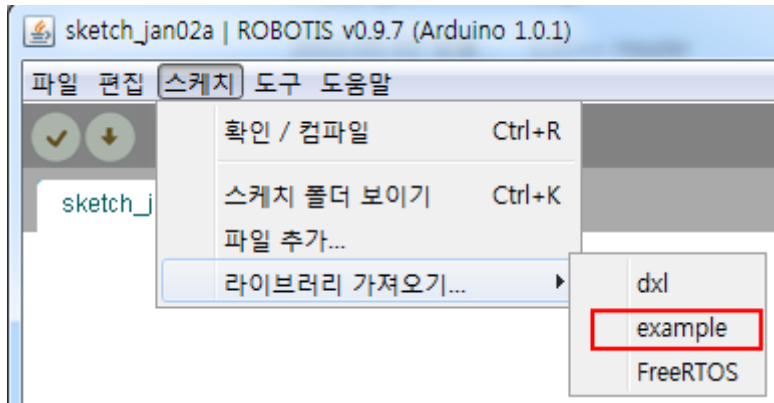 sketch_jan02a | ROBOTIS v0.9.7 (Arduino 1.0.1)
파일 편집 스케치 도구 도움말
확인 / 컴파일 Ctrl+R
sketch_j
스케치 폴더 보이기 Ctrl+K
파일 추가...
라이브러리 가져오기...
dxl
example
FreeRTOS